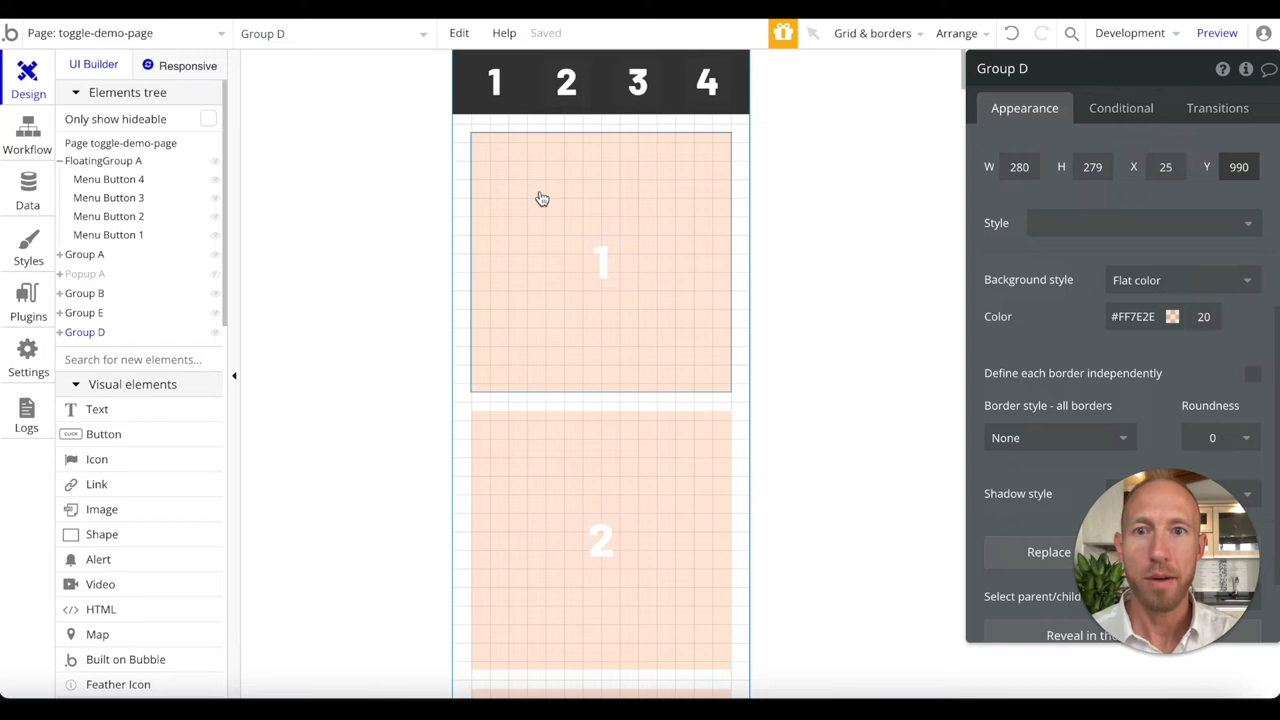 Page: toggle-demo-page
Group D
Edit
Help
Saved
Grid & borders
Arrange
Development
Preview
Design
Workflow
Data
Styles
Plugins
Settings
Logs
UI Builder
Responsive
Elements tree
Only show hideable
Page toggle-demo-page
FloatingGroup A
Menu Button 4
Menu Button 3
Menu Button 2
Menu Button 1
Group A
Popup A
Group B
Group E
Group D
Search for new elements...
Visual elements
Text
CLICK Button
Icon
Link
Image
Shape
Alert
Video
HTML
Map
Built on Bubble
Feather Icon
1 2 3 4
1
2
Group D
Appearance Conditional Transitions
W 280 H 279 X 25 Y 990
Style
Background style Flat color
Color #FF7E2E 20
Define each border independently
Border style - all borders Roundness
None 0
Shadow style
Replace
Select parent/child
Reveal in the